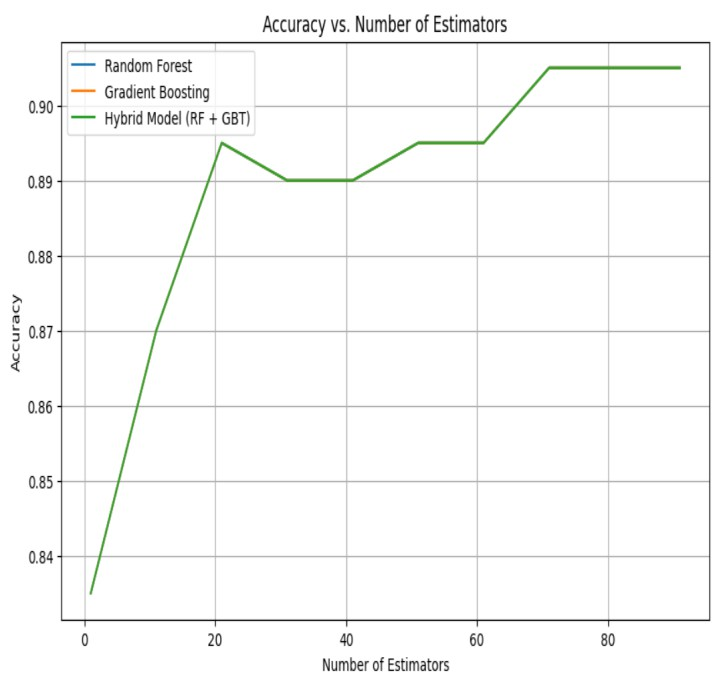 Accuracy vs. Number of Estimators
Random Forest
Gradient Boosting
Hybrid Model (RF + GBT)
0.90
0.89
0.88
0.87
0.86
0.85
0.84
Accuracy
0 20 40 60 80
Number of Estimators